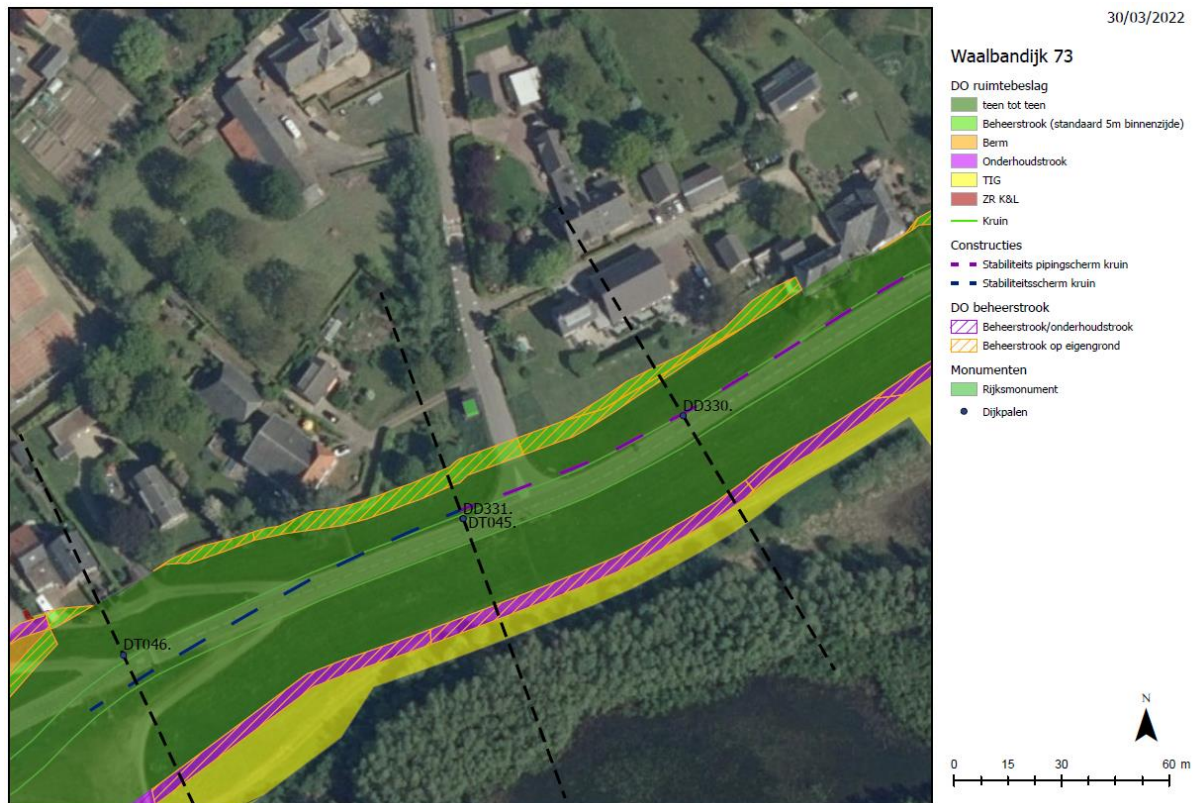 30/03/2022
Waalbandijk 73
DO ruimtebeslag
teen tot teen
Beheerstrook (standaard 5m binnenzijde)
Berm
Onderhoudstrook
TIG
ZR K&L
Kruin
Constructies
Stabiliteits pipingscherm kruin
Stabiliteitsscherm kruin
DO beheerstrook
Beheerstrook/onderhoudstrook
Beheerstrook op eigengrond
Monumenten
Rijksmonument
Dijkpalen
DD330.
DD331.
DT045.
DT046.
N
0 15 30 60 m